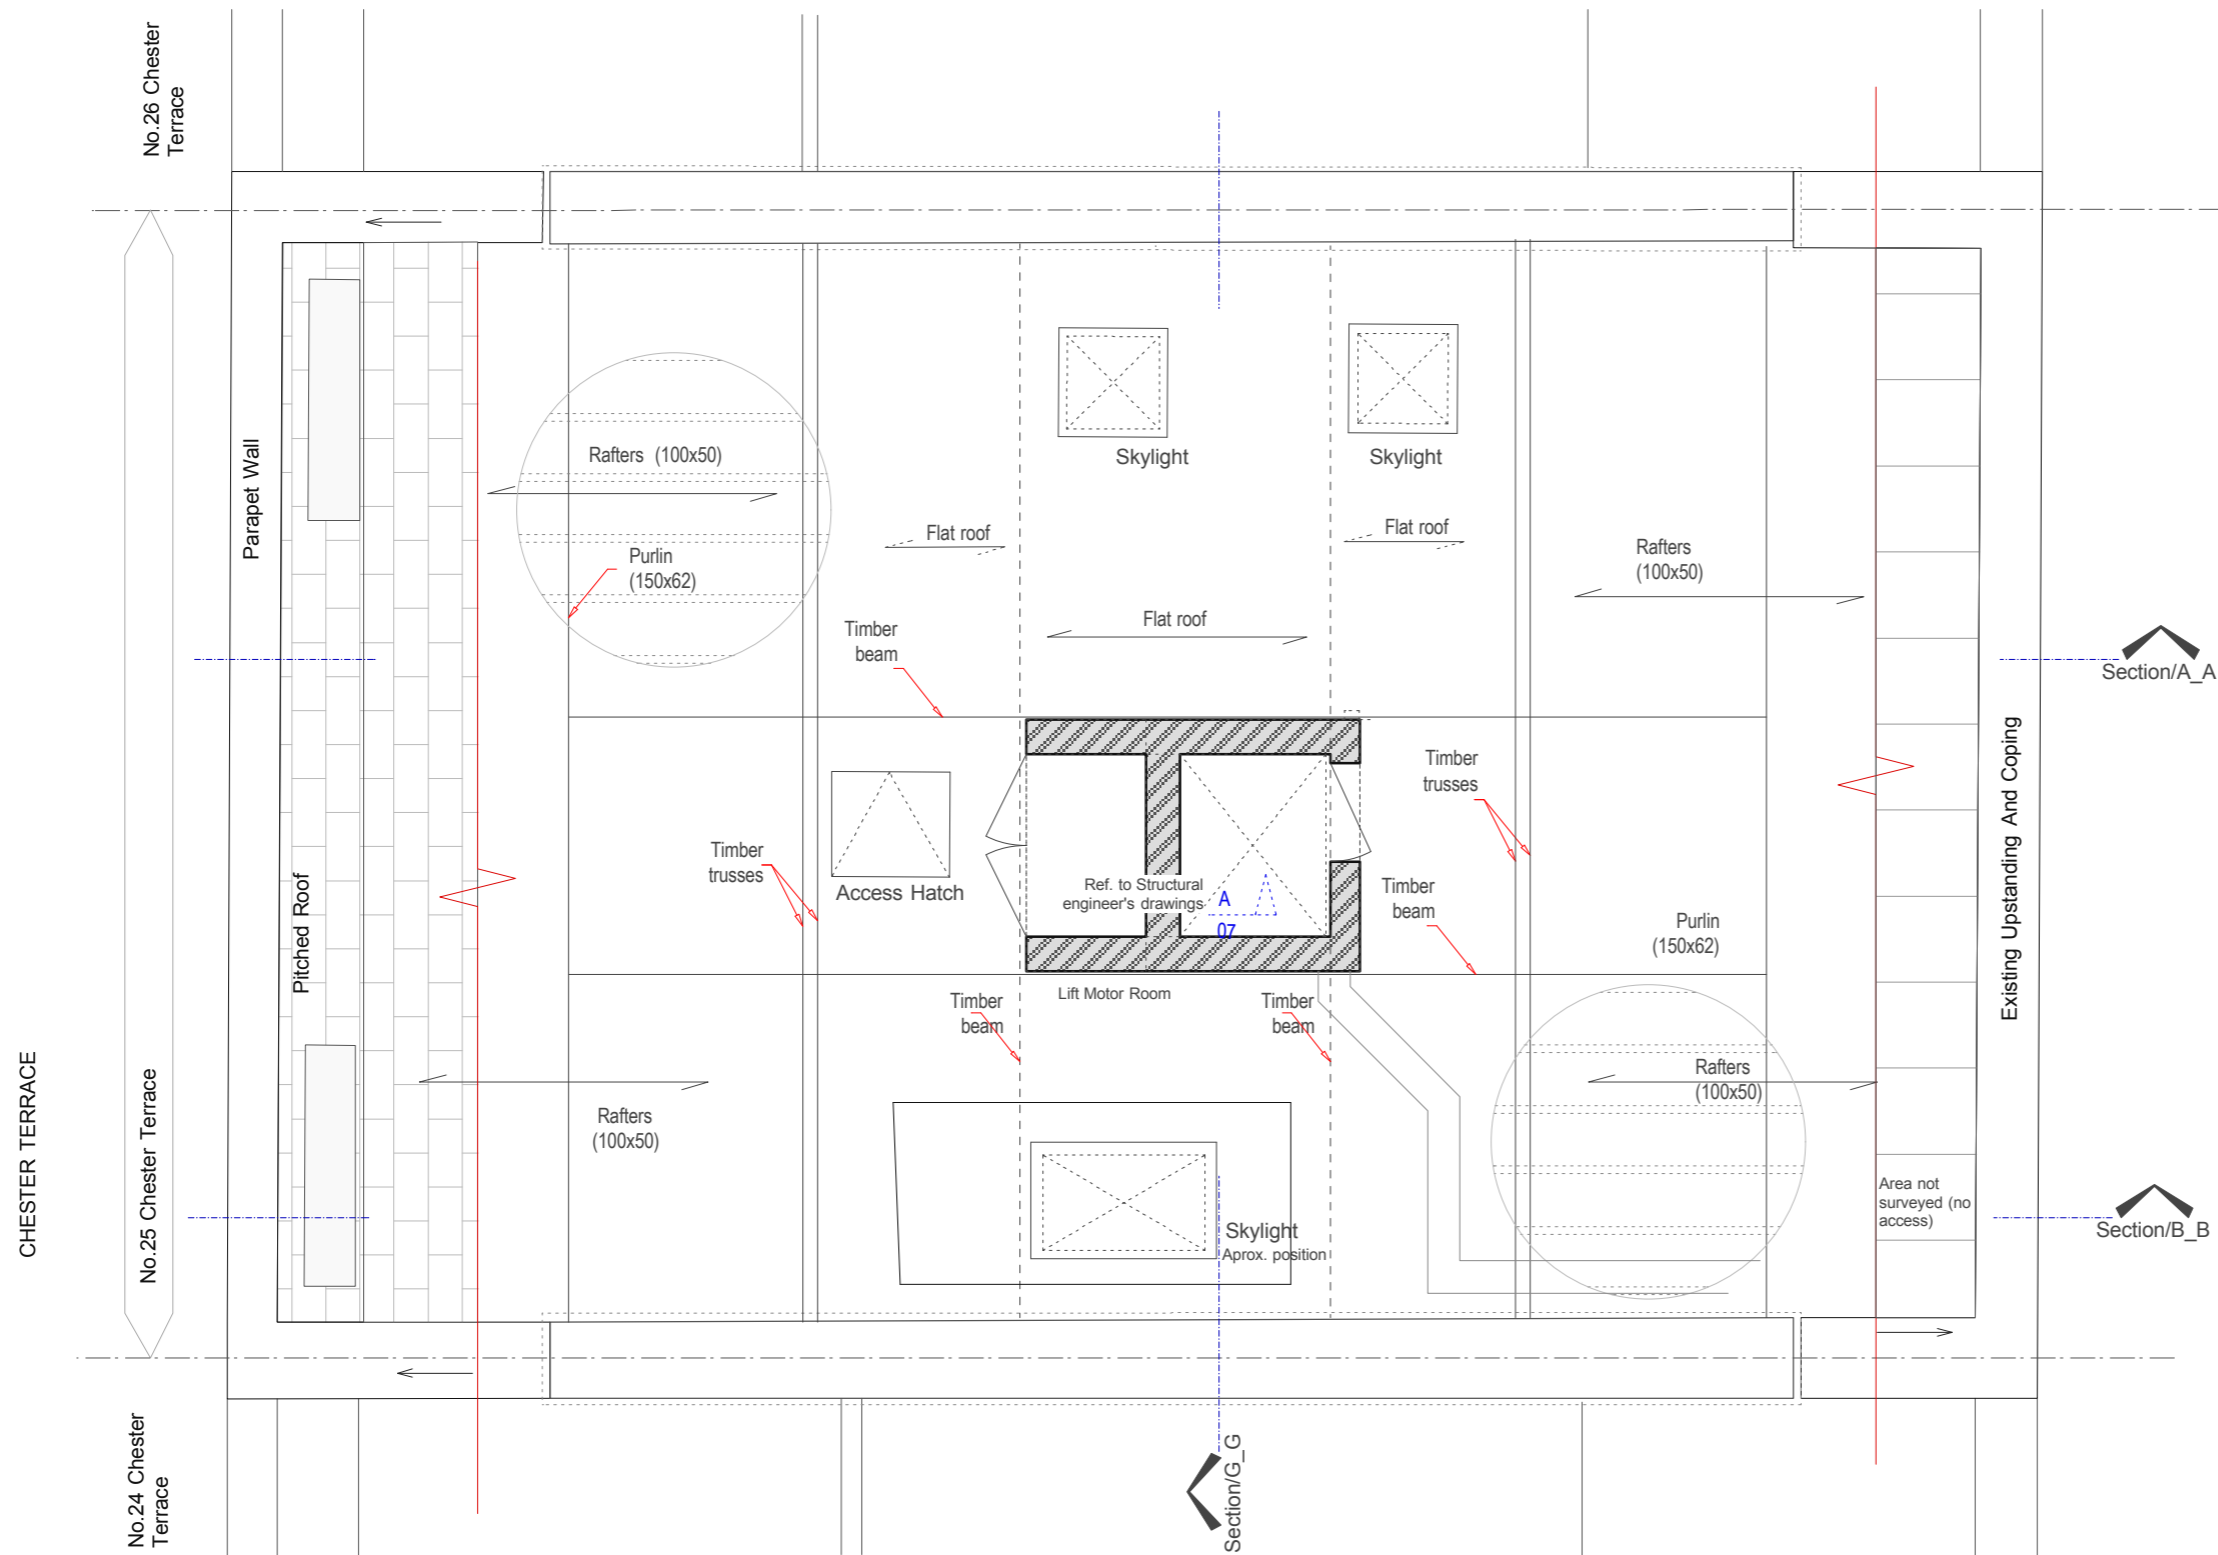 No.26 Chester
Terrace
Parapet Wall
Rafters (100x50)
Skylight
Skylight
Flat roof
Flat roof
Purlin
(150x62)
Rafters
(100x50)
Flat roof
Timber
beam
Section/A_A
Timber
trusses
Existing Upstanding And Coping
Timber
trusses
Access Hatch
Ref. to Structural
engineer's drawings
A
07
Timber
beam
Purlin
(150x62)
Pitched Roof
Lift Motor Room
Timber
beam
Timber
beam
CHESTER TERRACE
No.25 Chester Terrace
Rafters
(100x50)
Rafters
(100x50)
Area not
surveyed (no
access)
Skylight
Aprox. position
Section/B_B
No.24 Chester
Terrace
Section/G_G